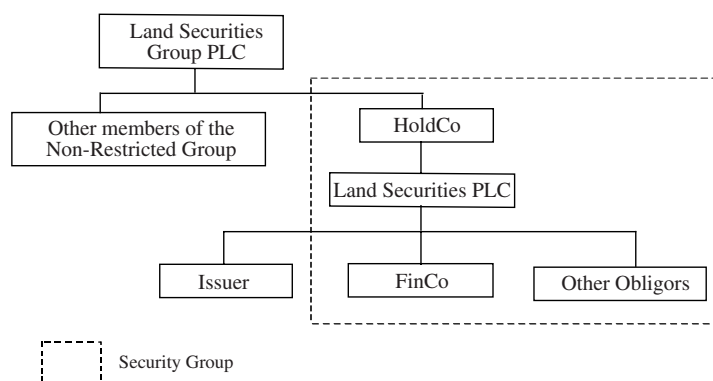 Land Securities
Group PLC
Other members of the
Non-Restricted Group
HoldCo
Land Securities PLC
Issuer
FinCo
Other Obligors
Security Group